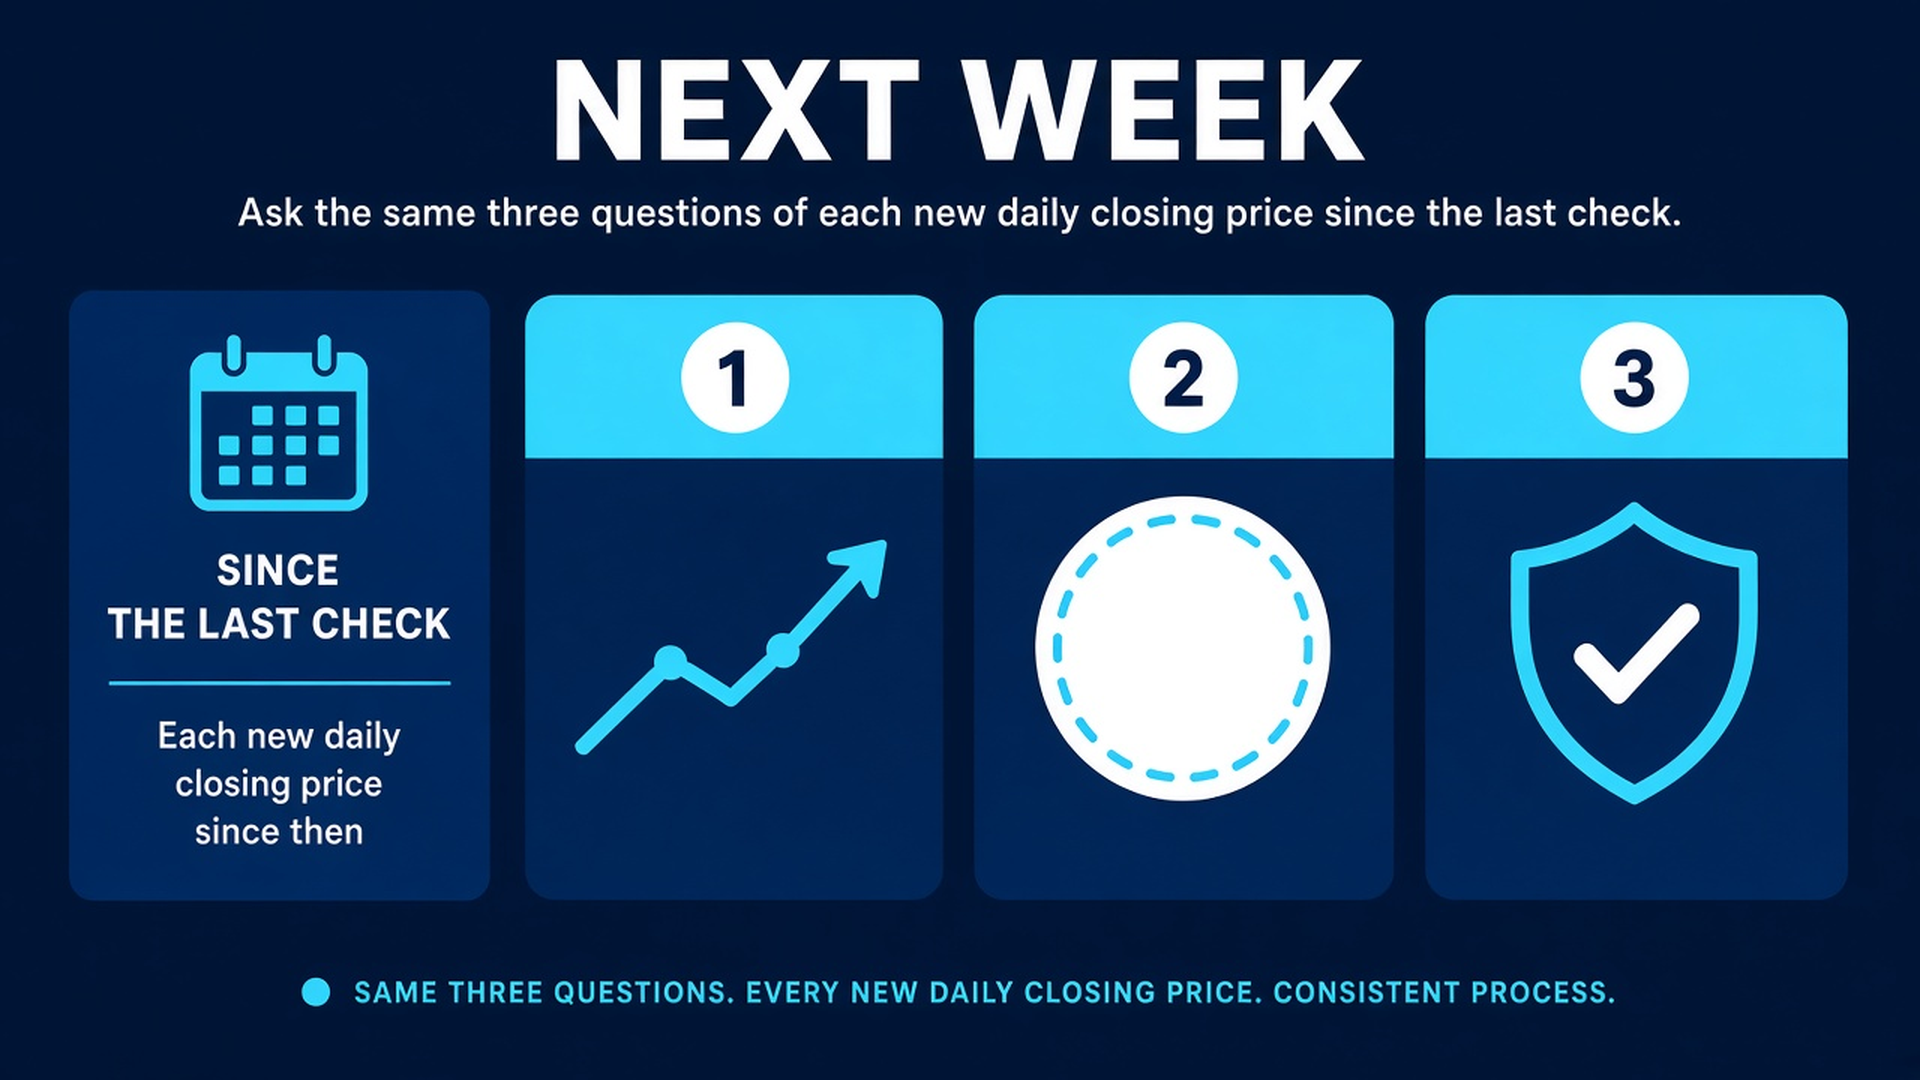 NEXT WEEK
Ask the same three questions of each new daily closing price since the last check.
SINCE
THE LAST CHECK
Each new daily
closing price
since then
1
2
3
SAME THREE QUESTIONS. EVERY NEW DAILY CLOSING PRICE. CONSISTENT PROCESS.